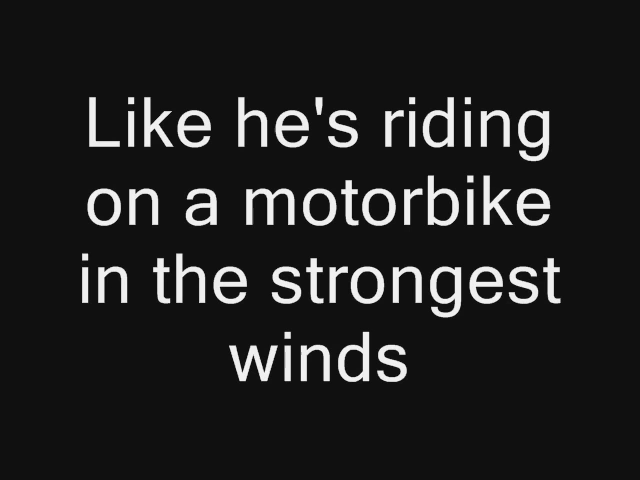 Like he's riding
on a motorbike
in the strongest
winds